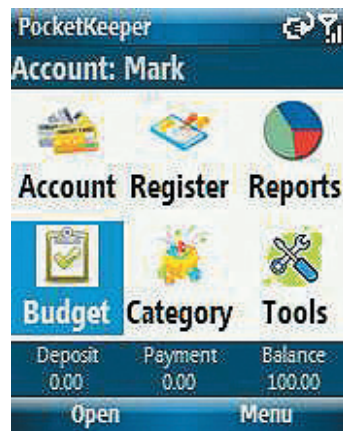 PocketKeeper
Account: Mark
Account Register Reports
Budget Category Tools
Deposit Payment Balance
0.00 0.00 100.00
Open Menu